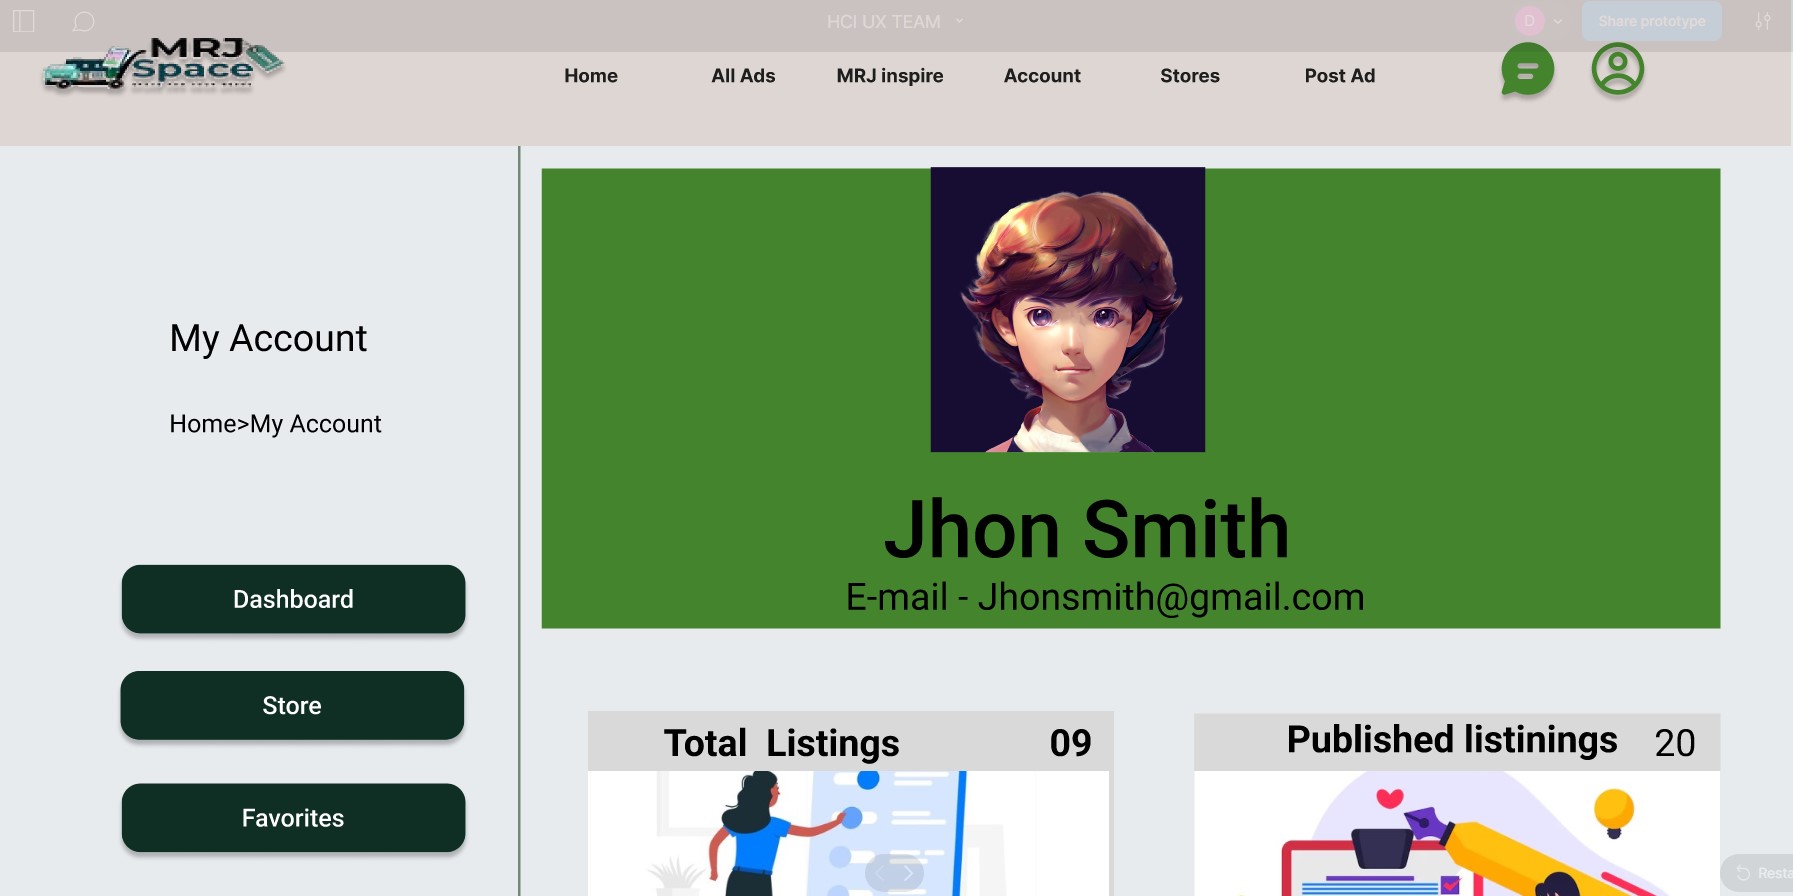 HCI UX TEAM
D
Share prototype
MRJ
Space
Home
All Ads
MRJ inspire
Account
Stores
Post Ad
My Account
Home>My Account
Dashboard
Store
Favorites
Jhon Smith
E-mail - Jhonsmith@gmail.com
Total Listings 09
Published listinings 20
Resta